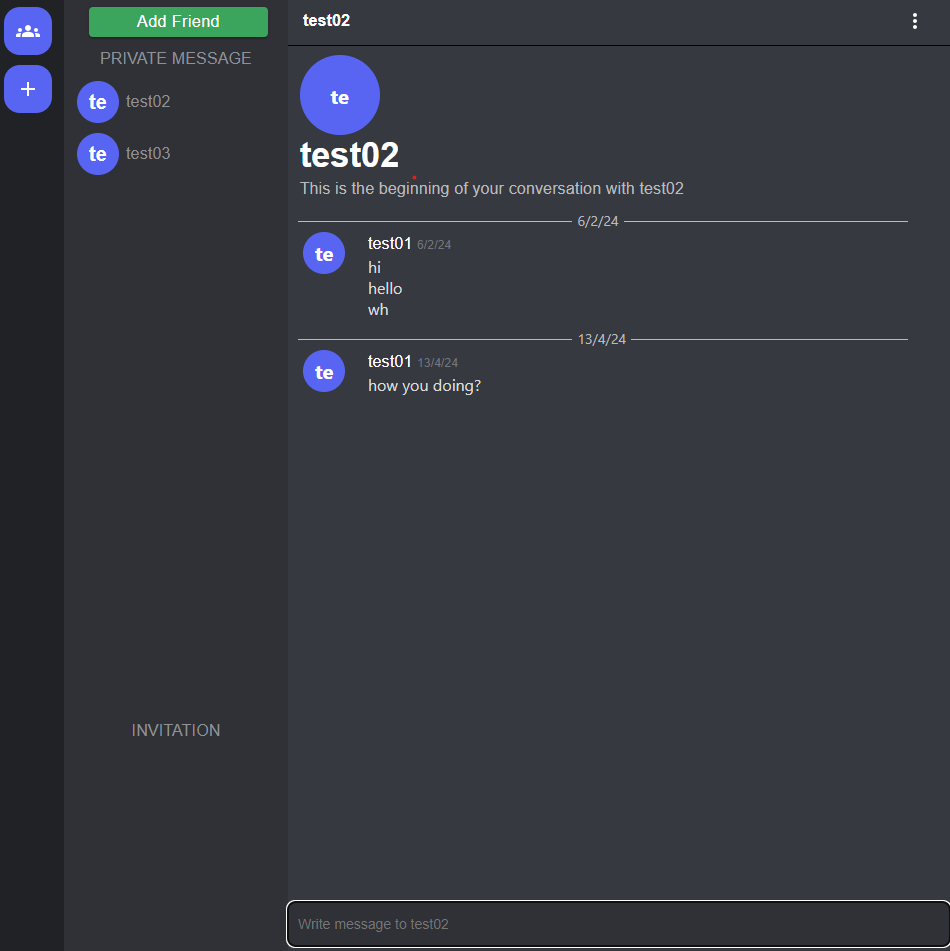 Add Friend
PRIVATE MESSAGE
te test02
te test03
INVITATION
test02
te
test02
This is the beginning of your conversation with test02
6/2/24
te
test01 6/2/24
hi
hello
wh
13/4/24
te
test01 13/4/24
how you doing?
Write message to test02